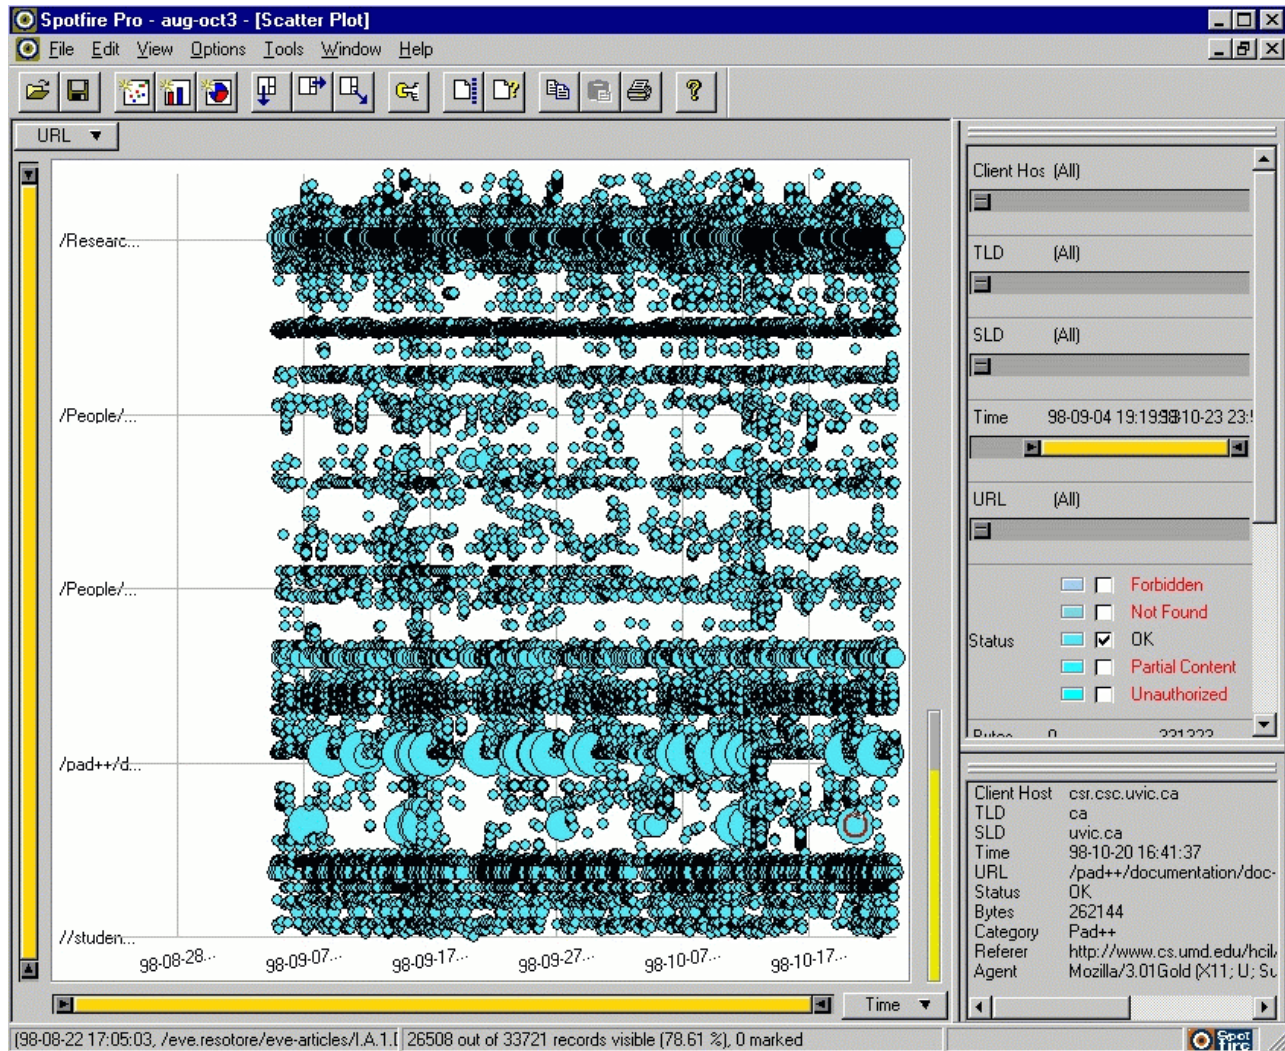 Spotfire Pro - aug-oct3 - [Scatter Plot]
File Edit View Options Tools Window Help
URL
/Researc...
/People/...
/People/...
/pad++/d...
//studen...
98-08-28...
98-09-07...
98-09-17...
98-09-27...
98-10-07...
98-10-17...
Time
Client Hos (All)
TLD (All)
SLD (All)
Time 98-09-04 19:19 10-23 23:
URL (All)
Status
Forbidden
Not Found
OK
Partial Content
Unauthorized
Bytes 0 221222
Client Host csr.csc.uvic.ca
TLD ca
SLD uvic.ca
Time 98-10-20 16:41:37
URL /pad++/documentation/doc-
Status OK
Bytes 262144
Category Pad++
Referer http://www.cs.umd.edu/hcil/
Agent Mozilla/3.01Gold (X11; U; Su
(98-08-22 17:05:03, /eve.resotore/eve-articles/I.A.1.
26508 out of 33721 records visible (78.61 %), 0 marked
Spot
fire